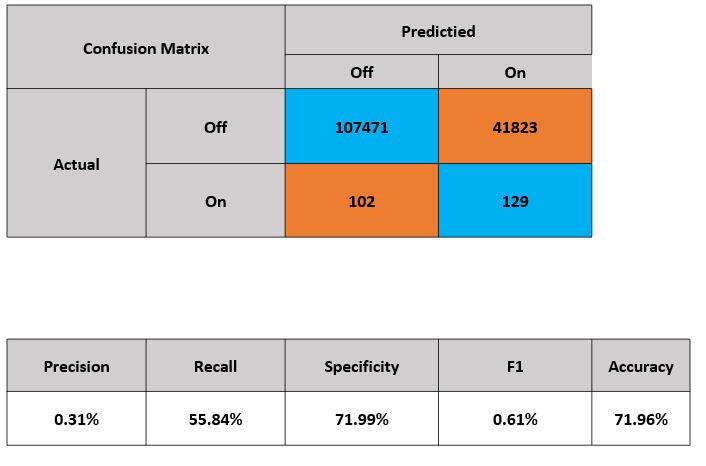 Confusion Matrix
Predictied
Off On
Actual
Off 107471 41823
On 102 129
Precision Recall Specificity F1 Accuracy
0.31% 55.84% 71.99% 0.61% 71.96%